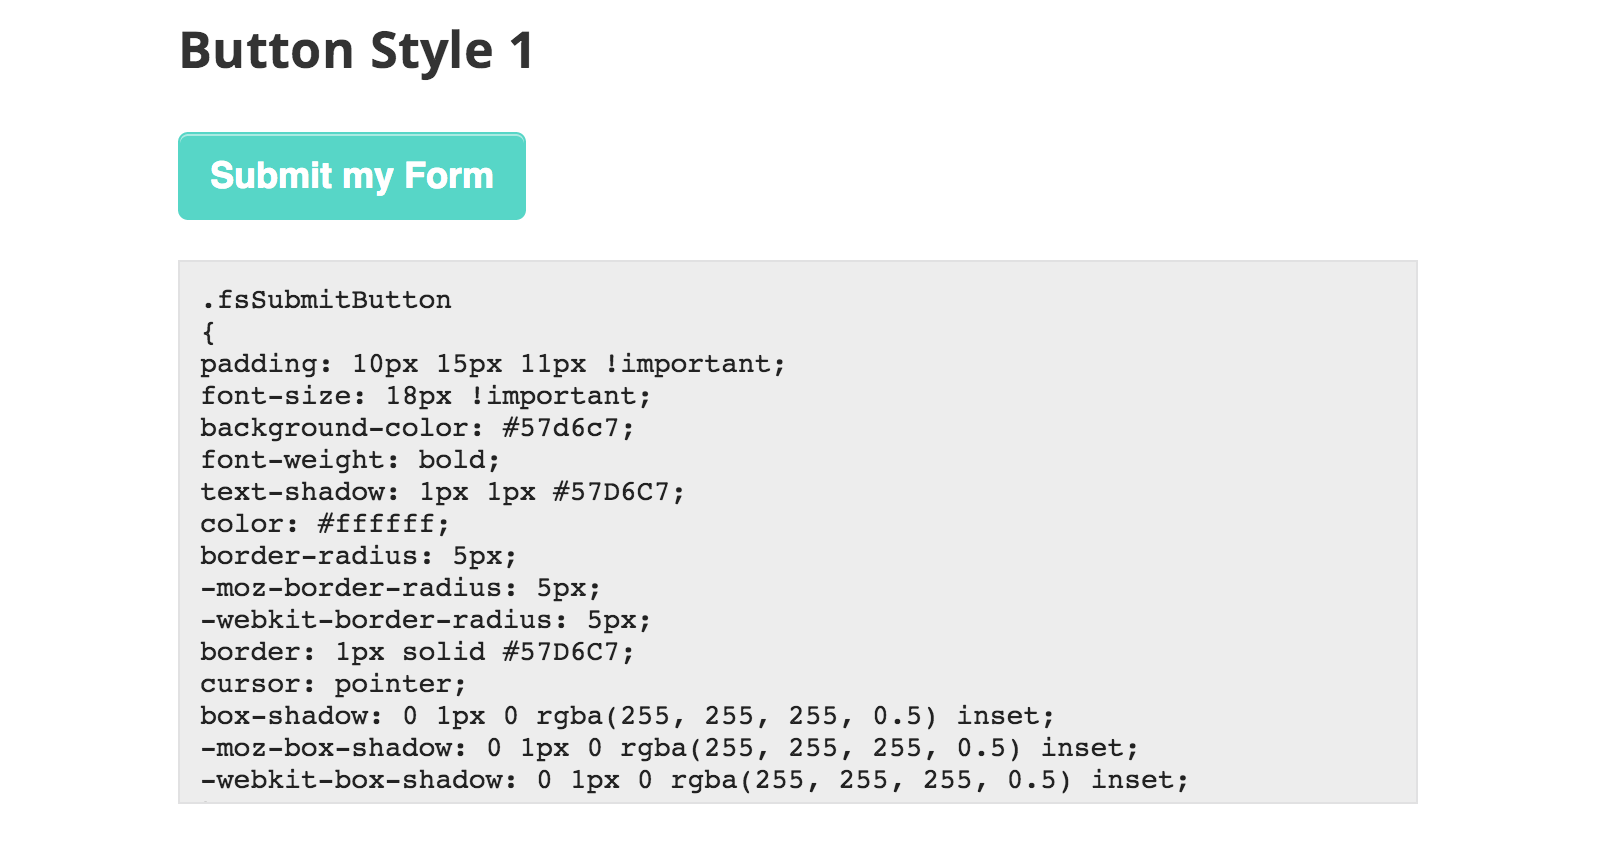 Button Style 1
Submit my Form
.fsSubmitButton
{
padding: 10px 15px 11px !important;
font-size: 18px !important;
background-color: #57d6c7;
font-weight: bold;
text-shadow: 1px 1px #57D6C7;
color: #ffffff;
border-radius: 5px;
-moz-border-radius: 5px;
-webkit-border-radius: 5px;
border: 1px solid #57D6C7;
cursor: pointer;
box-shadow: 0 1px 0 rgba(255, 255, 255, 0.5) inset;
-moz-box-shadow: 0 1px 0 rgba(255, 255, 255, 0.5) inset;
-webkit-box-shadow: 0 1px 0 rgba(255, 255, 255, 0.5) inset;